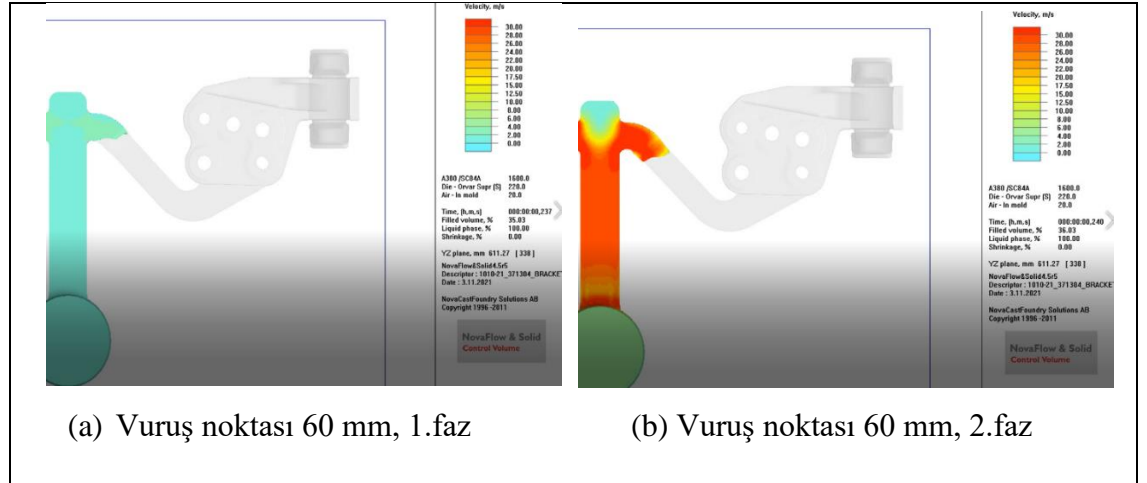 Velocity, m/s
30.00
28.00
26.00
24.00
22.00
20.00
17.50
15.00
12.50
10.00
8.00
6.00
4.00
2.00
0.00
A380 /SC84A 1600.0
Die - Orvar Supr (S) 220.0
Air - In mold 20.0
Time, (h,m,s) 000:00:00,237
Filled volume, % 35.03
Liquid phase, % 100.00
Shrinkage, % 0.00
YZ plane, mm 611.27 [ 338 ]
NovaFlow&Solid4.5r5
Descriptor : 1010-21_371304_BRACKE
Date : 3.11.2021
NovaCastFoundry Solutions AB
Copyright 1996 -2011
NovaFlow & Solid
Control Volume
Velocity, m/s
30.00
28.00
26.00
24.00
22.00
20.00
17.50
15.00
12.50
10.00
8.00
6.00
4.00
2.00
0.00
A380 /SC84A 1600.0
Die - Orvar Supr (S) 220.0
Air - In mold 20.0
Time, (h,m,s) 000:00:00,240
Filled volume, % 36.03
Liquid phase, % 100.00
Shrinkage, % 0.00
YZ plane, mm 611.27 [ 338 ]
NovaFlow&Solid4.5r5
Descriptor : 1010-21_371304_BRACKE
Date : 3.11.2021
NovaCastFoundry Solutions AB
Copyright 1996 -2011
NovaFlow & Solid
Control Volume
(a) Vuruş noktası 60 mm, 1.faz
(b) Vuruş noktası 60 mm, 2.faz